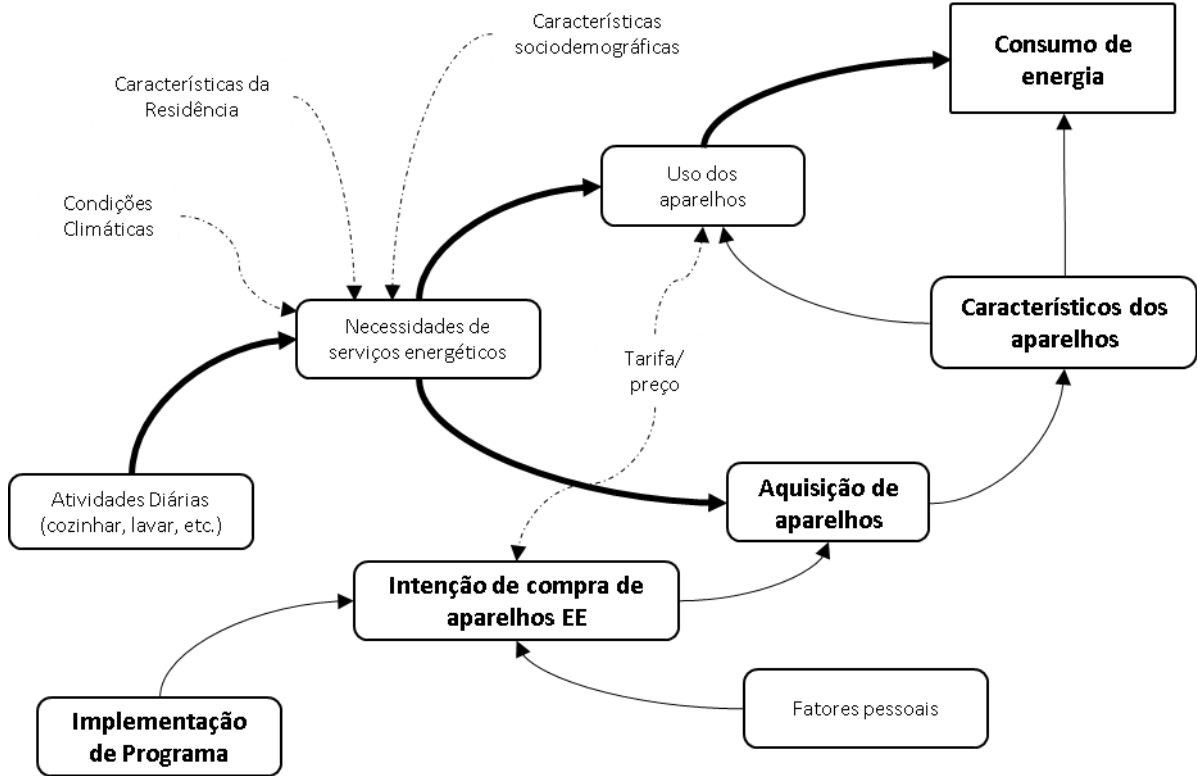 Características
sociodemográficas
Consumo de
energia
Características da
Residência
Uso dos
aparelhos
Condições
Climáticas
Necessidades de
serviços energéticos
Característicos dos
aparelhos
Tarifa/
preço
Atividades Diárias
(cozinhar, lavar, etc.)
Aquisição de
aparelhos
Intenção de compra de
aparelhos EE
Implementação
de Programa
Fatores pessoais